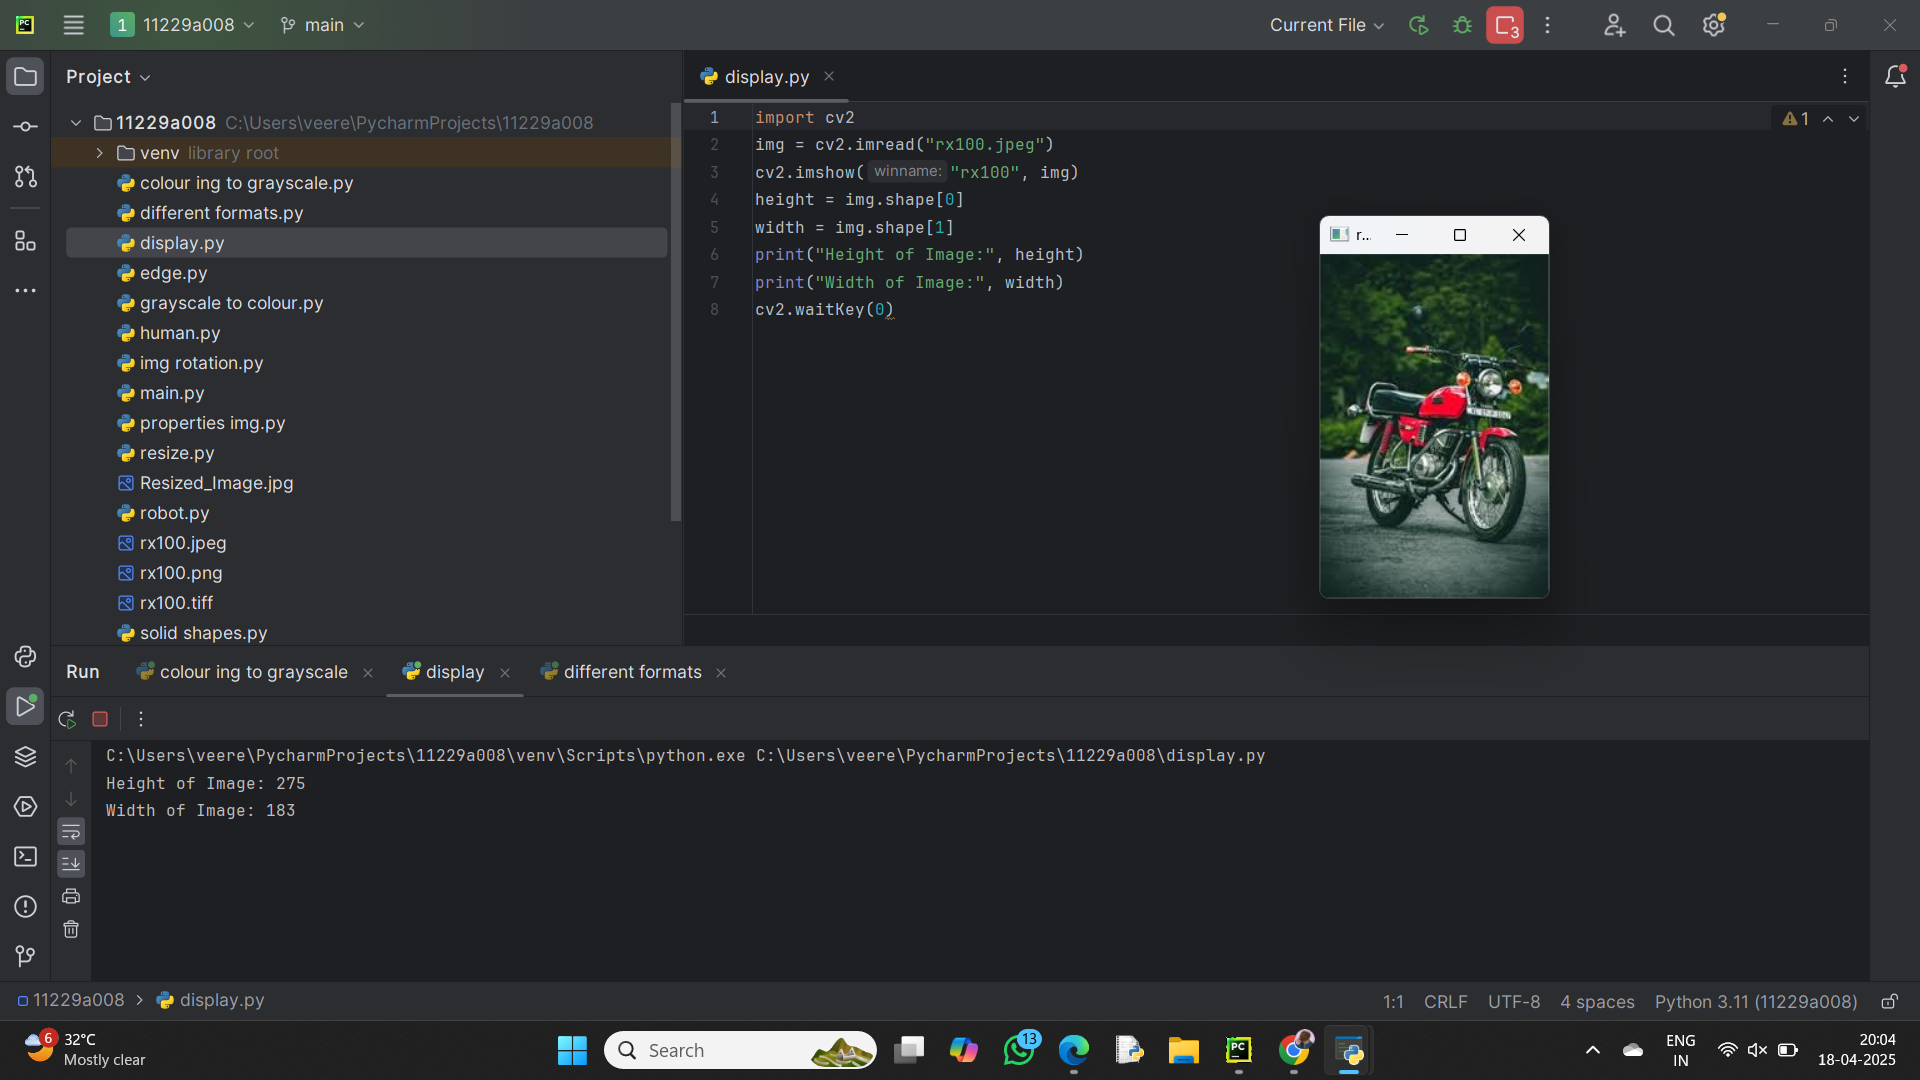 PC
1 11229a008
main
Current File
3
Project
display.py
11229a008 C:\Users\veere\PycharmProjects\11229a008
venv library root
colour ing to grayscale.py
different formats.py
display.py
edge.py
grayscale to colour.py
human.py
img rotation.py
main.py
properties img.py
resize.py
Resized_Image.jpg
robot.py
rx100.jpeg
rx100.png
rx100.tiff
solid shapes.py
1 import cv2
2 img = cv2.imread("rx100.jpeg")
3 cv2.imshow( winname: "rx100", img)
4 height = img.shape[0]
5 width = img.shape[1]
6 print("Height of Image:", height)
7 print("Width of Image:", width)
8 cv2.waitKey(0)
1
r...
Run
colour ing to grayscale
display
different formats
C:\Users\veere\PycharmProjects\11229a008\venv\Scripts\python.exe C:\Users\veere\PycharmProjects\11229a008\display.py
Height of Image: 275
Width of Image: 183
11229a008 > display.py
1:1 CRLF UTF-8 4 spaces Python 3.11 (11229a008)
6
32°C
Mostly clear
Search
13
PC
ENG
IN
20:04
18-04-2025